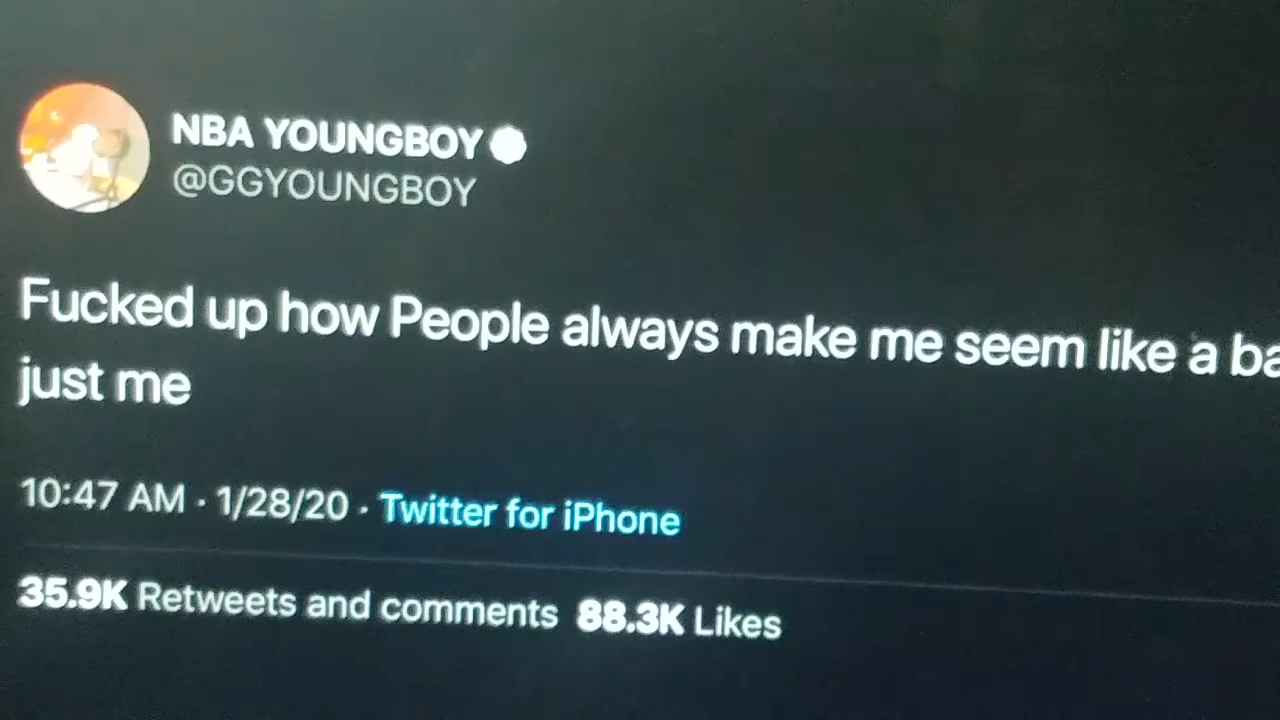 NBA YOUNGBOY
@GGYOUNGBOY
Fucked up how People always make me seem like a
just me
10:47 AM · 1/28/20 · Twitter for iPhone
35.9K Retweets and comments 88.3K Likes